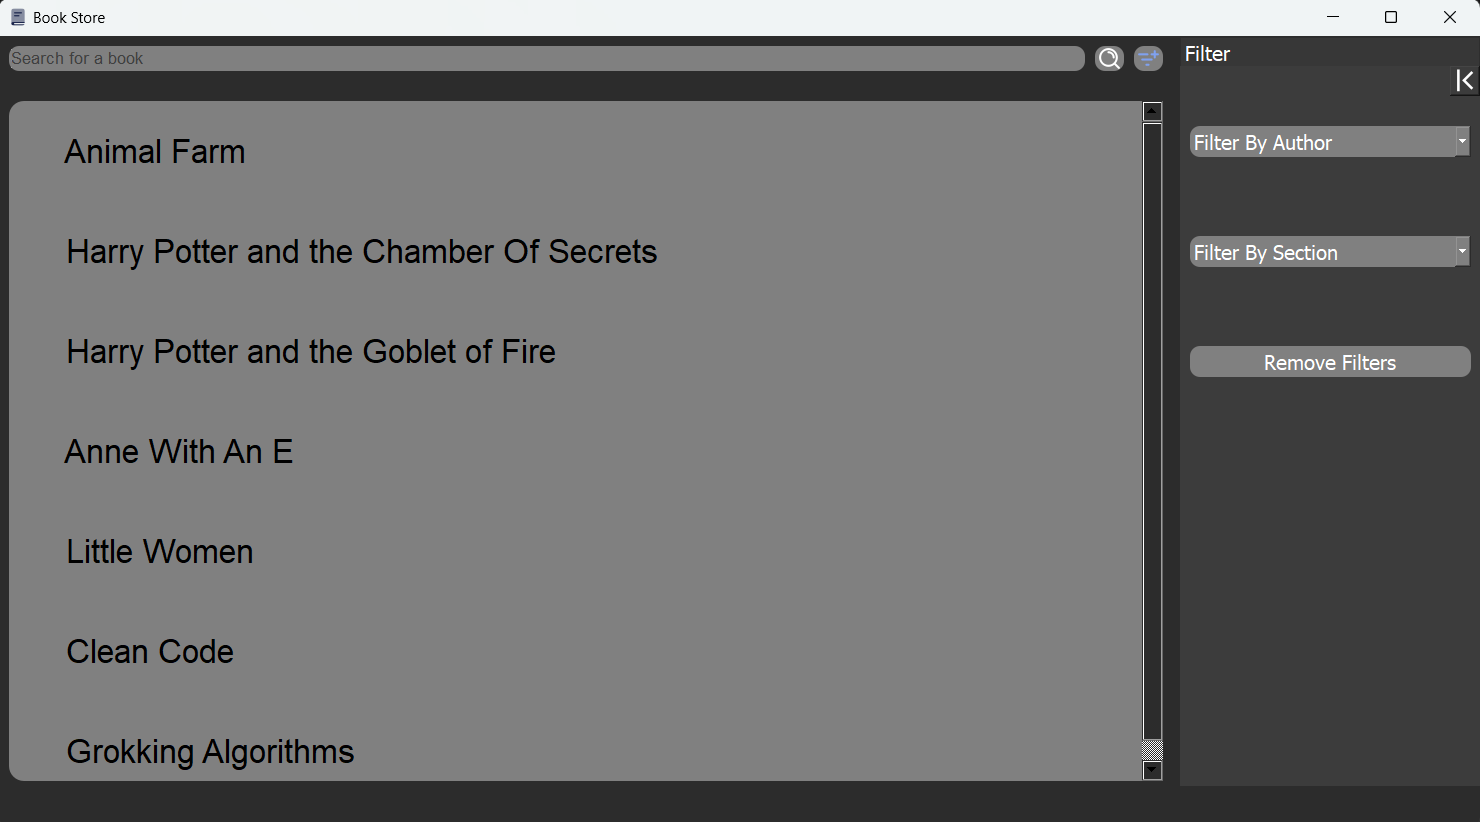 Book Store
Search for a book
Filter
Animal Farm
Harry Potter and the Chamber Of Secrets
Harry Potter and the Goblet of Fire
Anne With An E
Little Women
Clean Code
Grokking Algorithms
Filter By Author
Filter By Section
Remove Filters